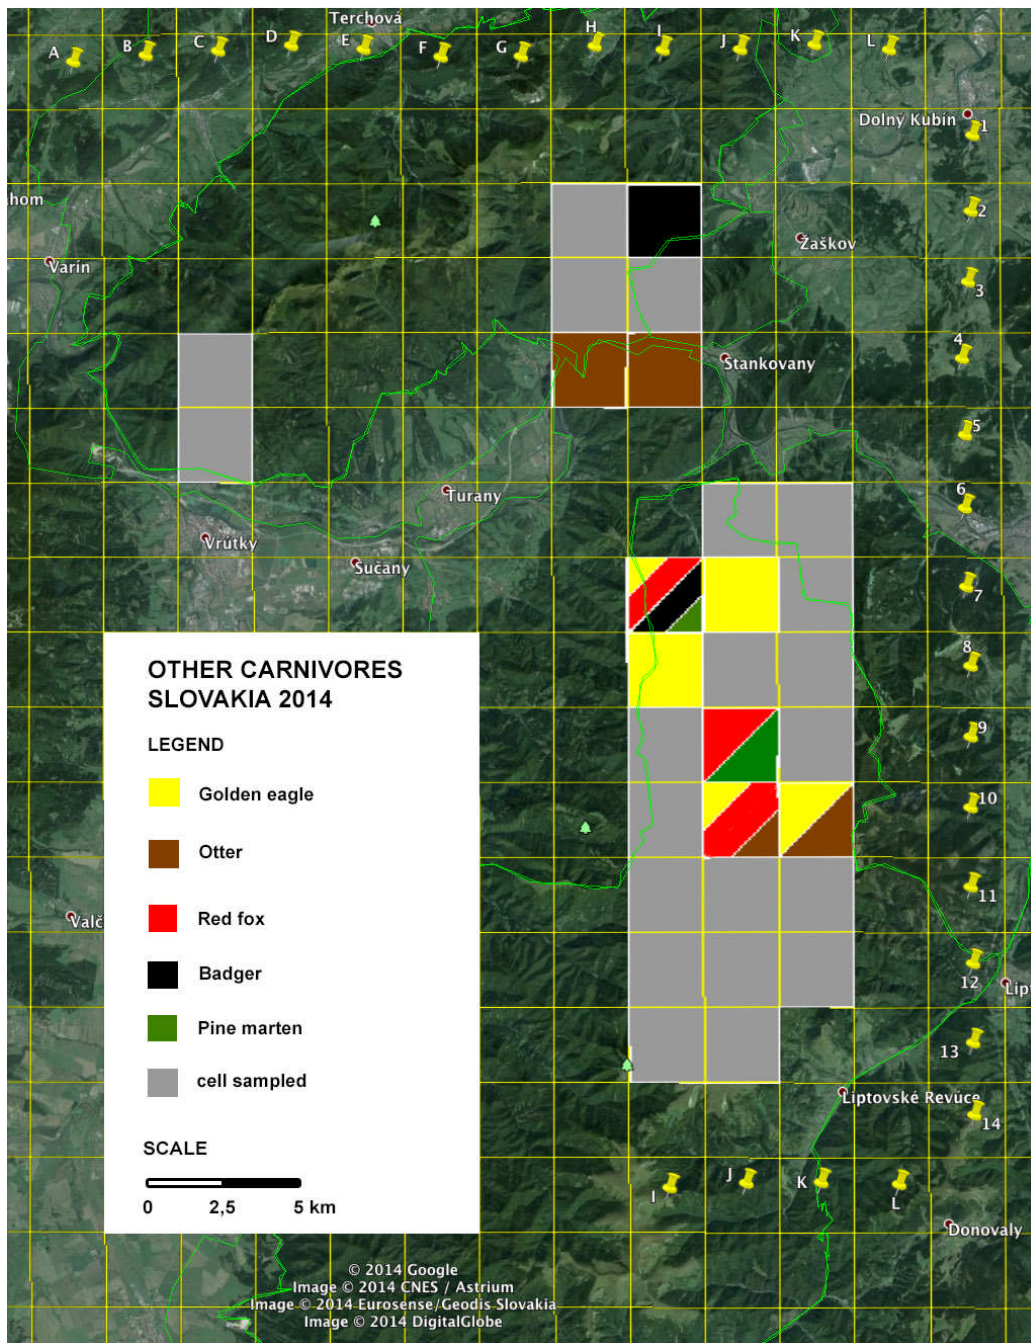 Terchová
A
B
C
D
E
F
G
H
I
J
K
L
Dolný Kubín
1
ahom
2
Varín
Žaškov
3
4
Stankovany
5
Turany
6
Vrútky
Sučany
7
OTHER CARNIVORES
SLOVAKIA 2014
8
LEGEND
9
Golden eagle
10
Otter
11
Red fox
Valč
Badger
12
Lipt
Pine marten
13
cell sampled
Liptovské Revúce
14
SCALE
0 2,5 5 km
I
J
K
L
Donovaly
© 2014 Google
Image © 2014 CNES / Astrium
Image © 2014 Eurosense/Geodis Slovakia
Image © 2014 DigitalGlobe